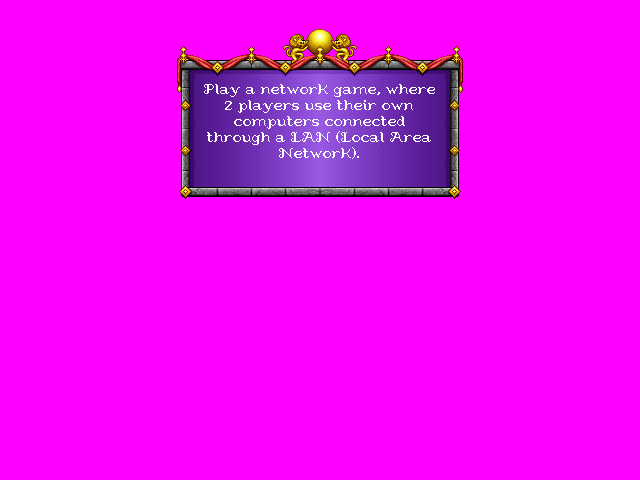 Play a network game, where
2 players use their own
computers connected
through a LAN (Local Area
Network).